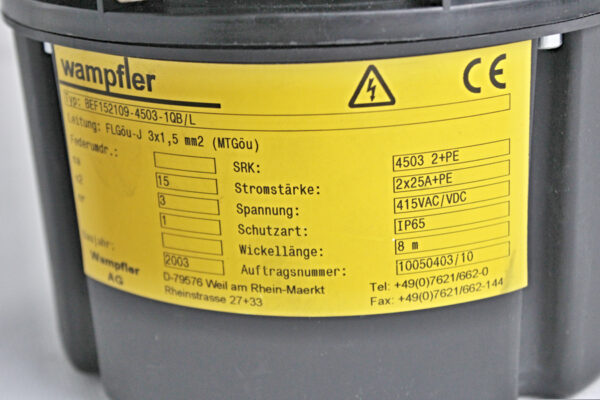 wampfler
CE
Typ: BEF152109-4503-1QB/L
Leitung: FLGöu-J 3x1,5 mm2 (MTGöu)
Federumdr.:
SRK: 4503 2+PE
15 Stromstärke: 2x25A+PE
3 Spannung: 415VAC/VDC
1 Schutzart: IP65
Baujahr: Wickellänge: 8 m
2003 Auftragsnummer: 10050403/10
Wampfler
AG
D-79576 Weil am Rhein-Maerkt
Rheinstrasse 27+33
Tel: +49(0)7621/662-0
Fax: +49(0)7621/662-144